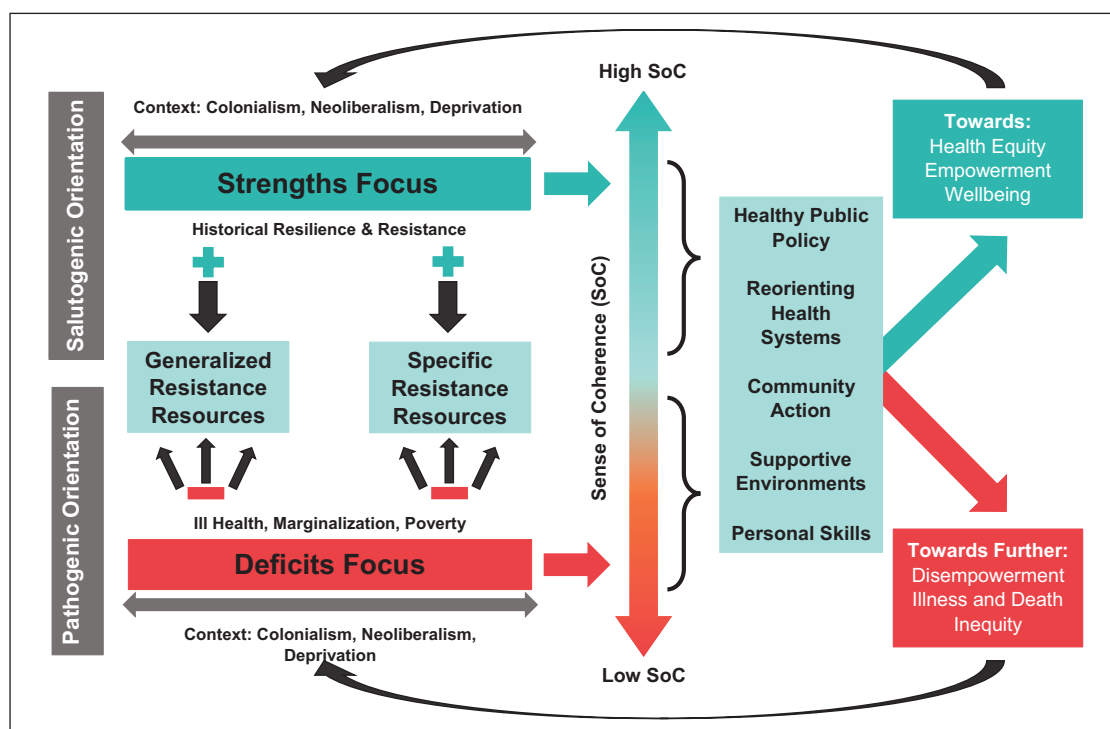 High SoC
Salutogenic Orientation
Context: Colonialism, Neoliberalism, Deprivation
Strengths Focus
Historical Resilience & Resistance
Generalized
Resistance
Resources
Specific
Resistance
Resources
Pathogenic Orientation
Ill Health, Marginalization, Poverty
Deficits Focus
Context: Colonialism, Neoliberalism,
Deprivation
Sense of Coherence (SoC)
Low SoC
Healthy Public
Policy
Reorienting
Health
Systems
Community
Action
Supportive
Environments
Personal Skills
Towards:
Health Equity
Empowerment
Wellbeing
Towards Further:
Disempowerment
Illness and Death
Inequity